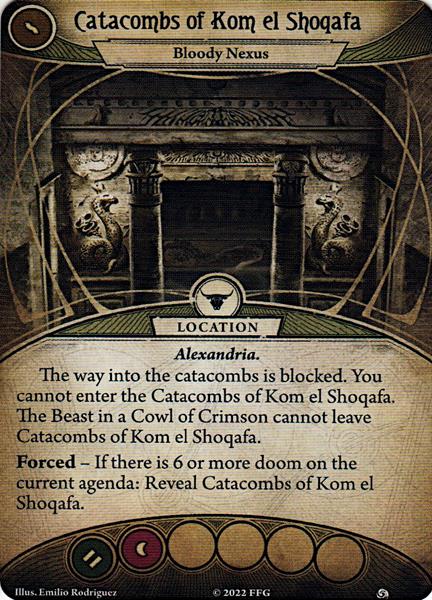 Catacombs of Kom el Shoqafa
Bloody Nexus
LOCATION
Alexandria.
The way into the catacombs is blocked. You
cannot enter the Catacombs of Kom el Shoqafa.
The Beast in a Cowl of Crimson cannot leave
Catacombs of Kom el Shoqafa.
Forced – If there is 6 or more doom on the
current agenda: Reveal Catacombs of Kom el
Shoqafa.
Illus. Emilio Rodriguez
© 2022 FFG